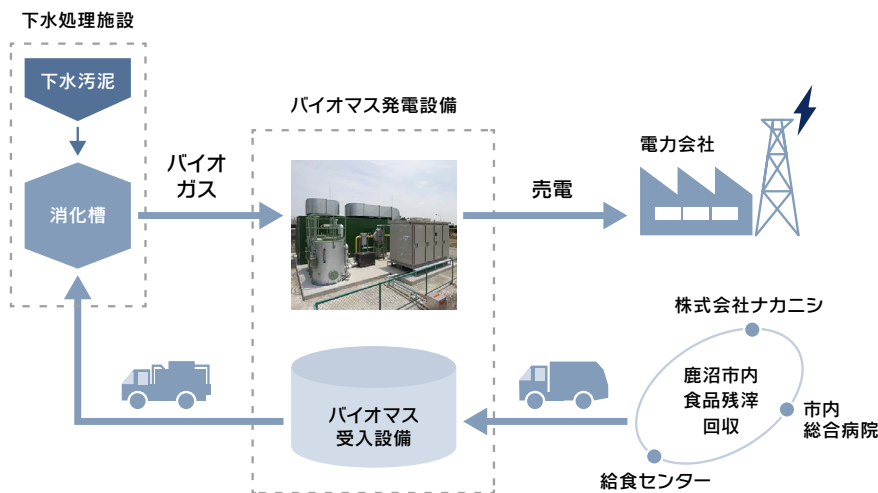 下水処理施設
下水汚泥
消化槽
バイオ
ガス
バイオマス発電設備
売電
電力会社
バイオマス
受入設備
株式会社ナカニシ
鹿沼市内
食品残滓
回収
市内
総合病院
給食センター